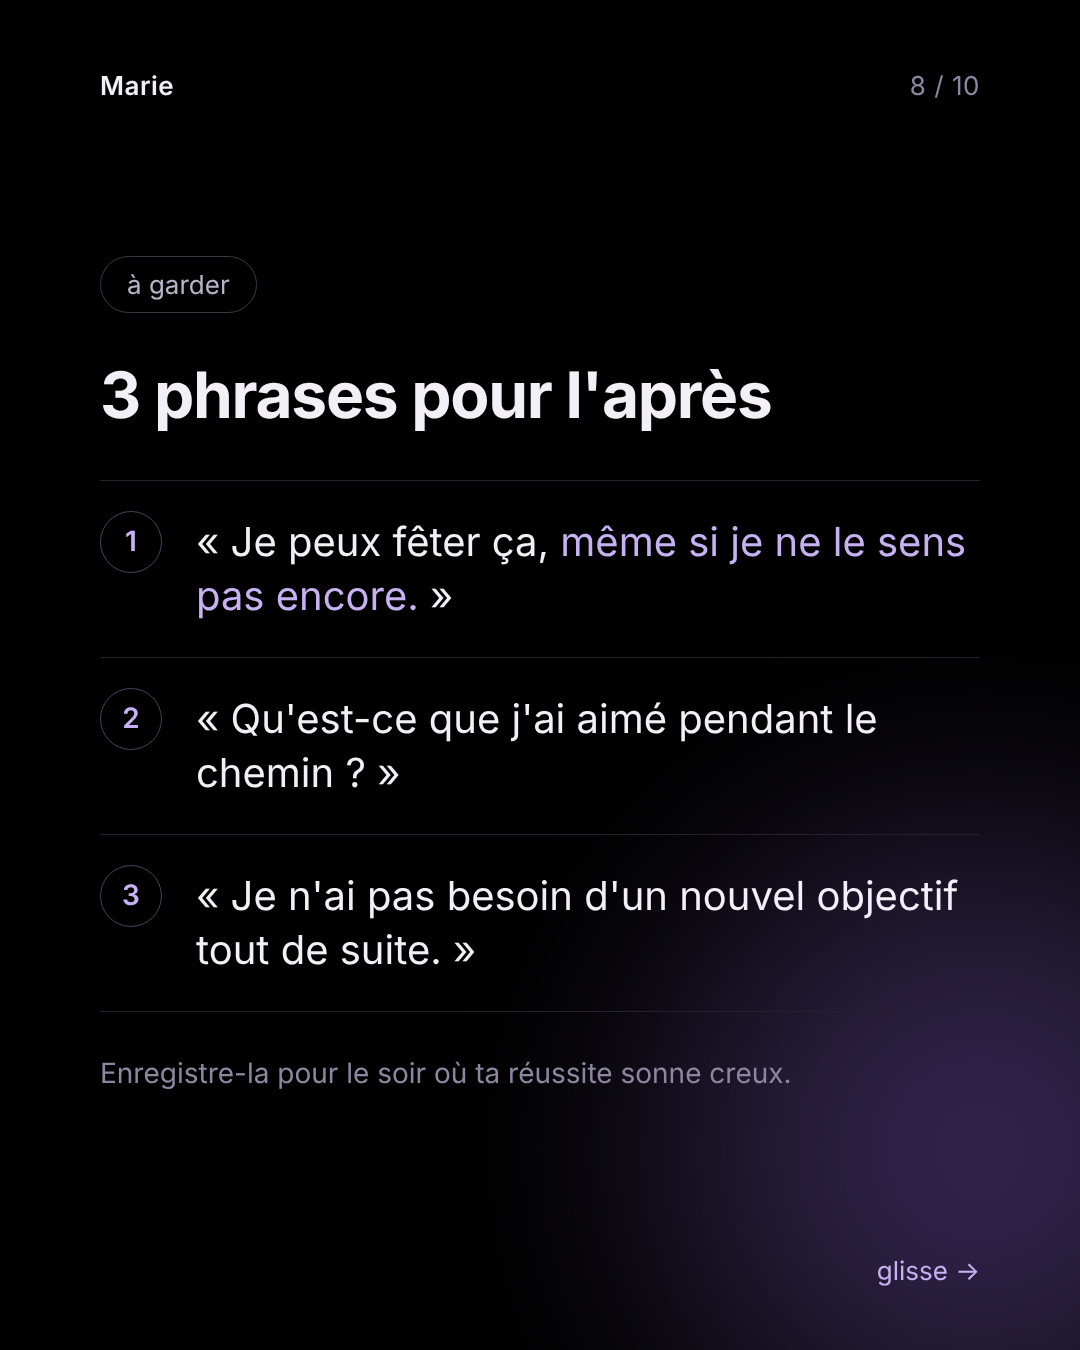 Marie
8 / 10
à garder
3 phrases pour l'après
1
« Je peux fêter ça, même si je ne le sens
pas encore. »
2
« Qu'est-ce que j'ai aimé pendant le
chemin ? »
3
« Je n'ai pas besoin d'un nouvel objectif
tout de suite. »
Enregistre-la pour le soir où ta réussite sonne creux.
glisse →